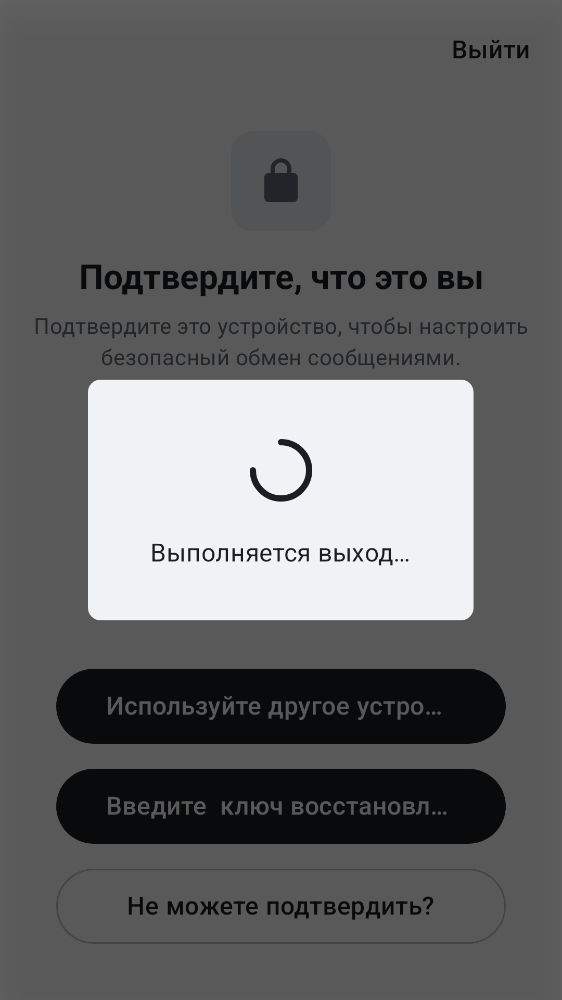 Выйти
Подтвердите, что это вы
Подтвердите это устройство, чтобы настроить
безопасный обмен сообщениями.
Выполняется выход…
Используйте другое устро…
Введите ключ восстановл…
Не можете подтвердить?